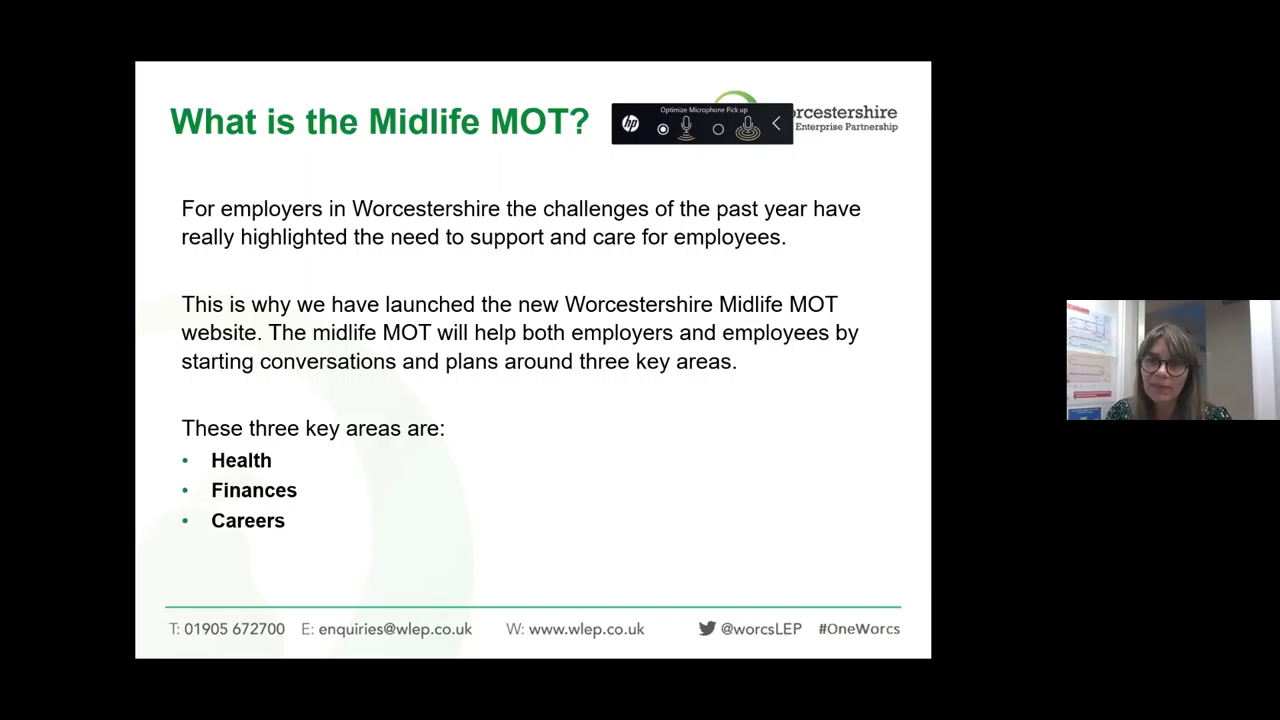 What is the Midlife MOT?
Optimize Microphone Pick up
hp
orcestershire
Enterprise Partnership
For employers in Worcestershire the challenges of the past year have
really highlighted the need to support and care for employees.
This is why we have launched the new Worcestershire Midlife MOT
website. The midlife MOT will help both employers and employees by
starting conversations and plans around three key areas.
These three key areas are:
• Health
• Finances
• Careers
T: 01905 672700 E: enquiries@wlep.co.uk W: www.wlep.co.uk @worcsLEP #OneWorcs